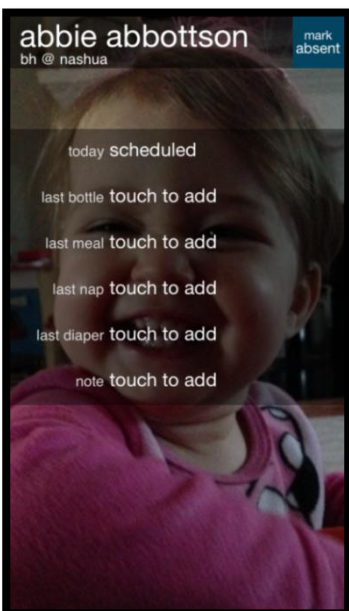 abbie abbottson
mark
absent
bh @ nashua
today scheduled
last bottle touch to add
last meal touch to add
last nap touch to add
last diaper touch to add
note touch to add